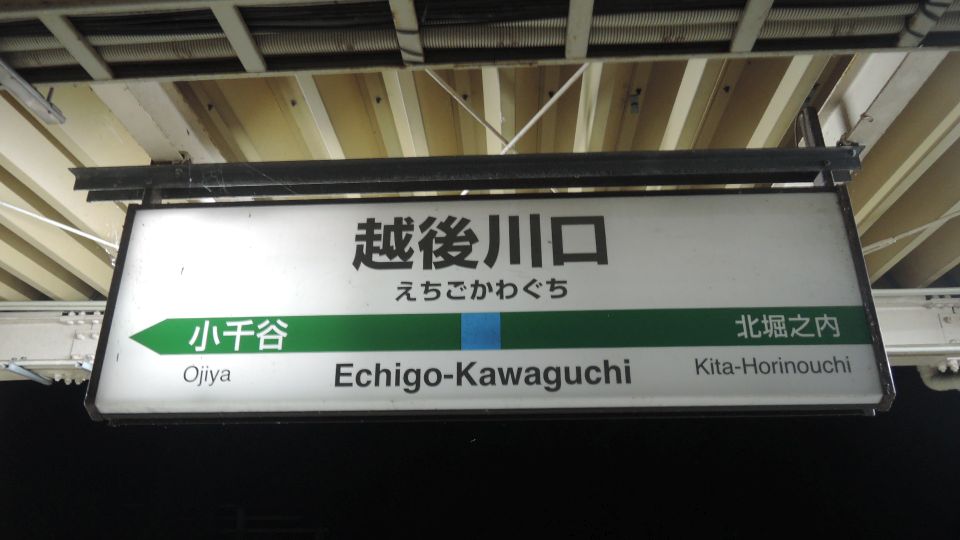 越後川口
えちごかわぐち
小千谷 北堀之内
Ojiya Echigo-Kawaguchi Kita-Horinouchi